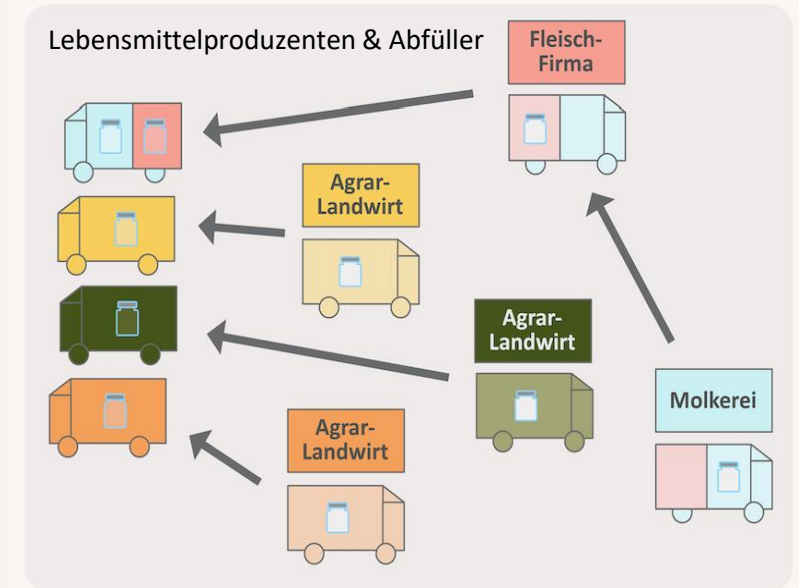 Lebensmittelproduzenten & Abfüller
Fleisch-
Firma
Agrar-
Landwirt
Agrar-
Landwirt
Molkerei
Agrar-
Landwirt